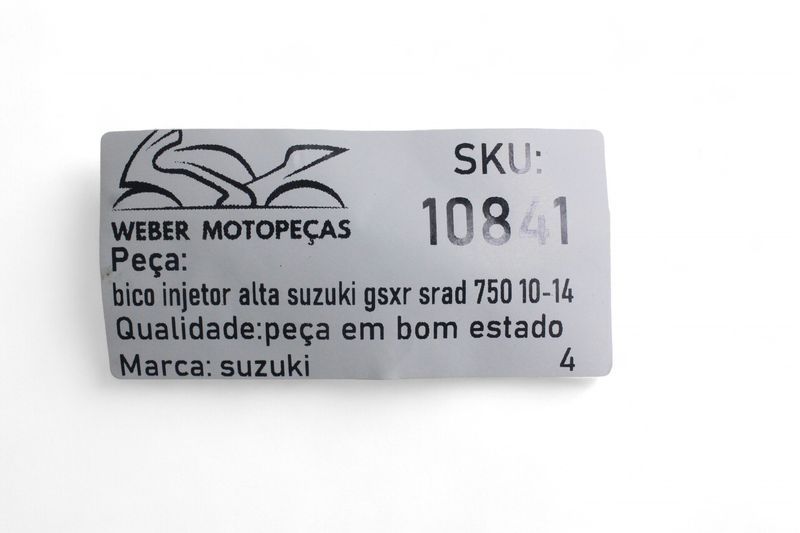 SKU:
10841
WEBER MOTOPEÇAS
Peça:
bico injetor alta suzuki gsxr srad 750 10-14
Qualidade:peça em bom estado
Marca: suzuki 4